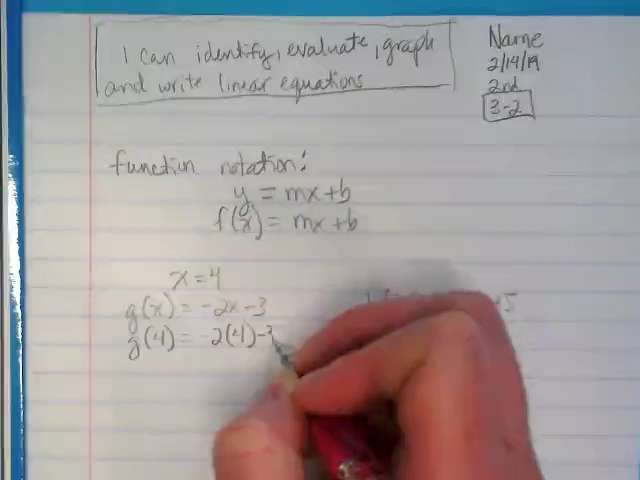 I can identify, evaluate, graph
and write linear equations
Name
2/14/19
2nd
3-2
function notation:
y = mx+b
f(x) = mx+b
x=4
g(x) = -2x-3
g(4) = -2(4)-3